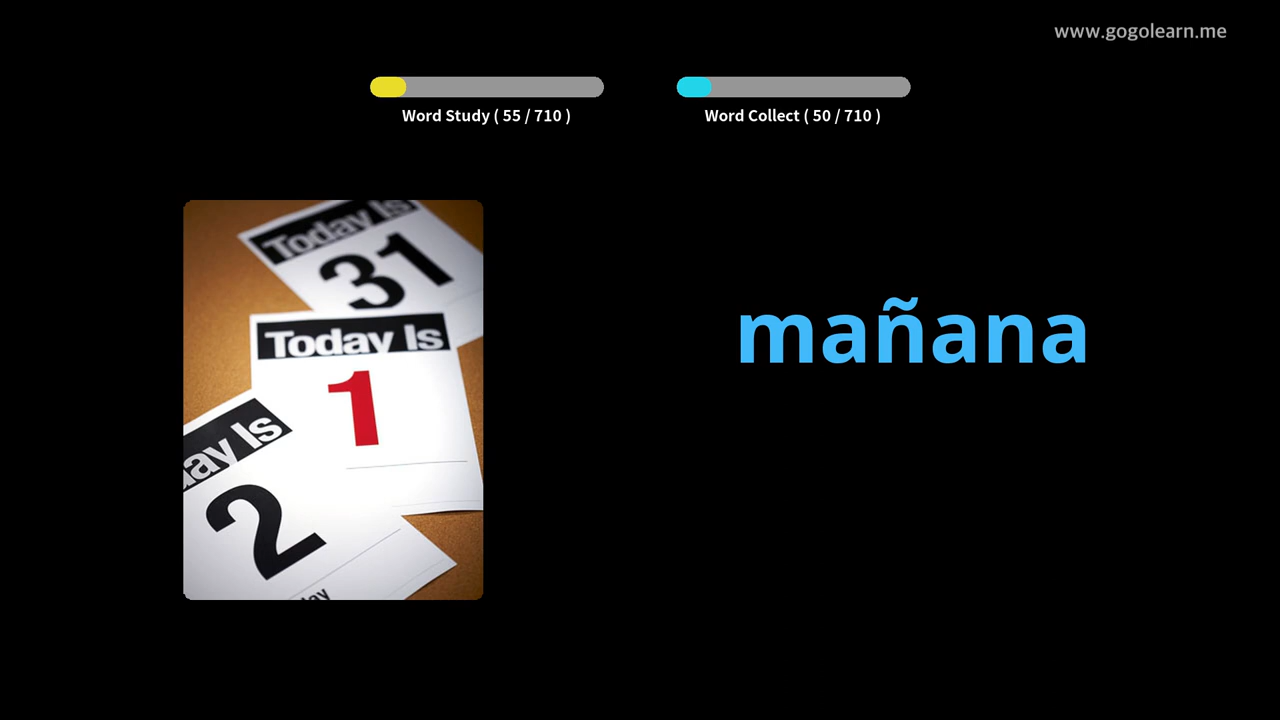 www.gogolearn.me
Word Study ( 55 / 710 )
Word Collect ( 50 / 710 )
Today Is
31
Today Is
1
ay Is
2
mañana